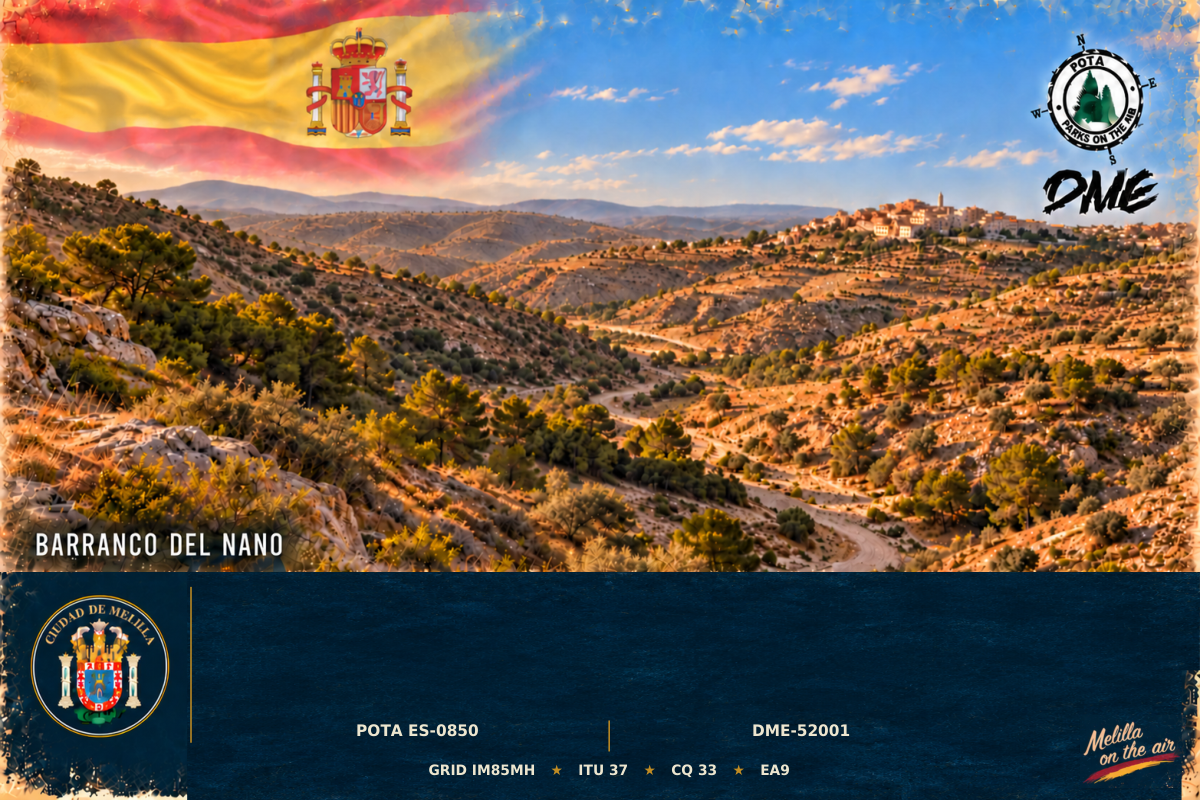 N
POTA
W
E
PARKS ON THE AIR
S
DME
BARRANCO DEL NANO
CIUDAD DE MELILLA
POTA ES-0850
DME-52001
GRID IM85MH ★ ITU 37 ★ CQ 33 ★ EA9
Melilla
on the air